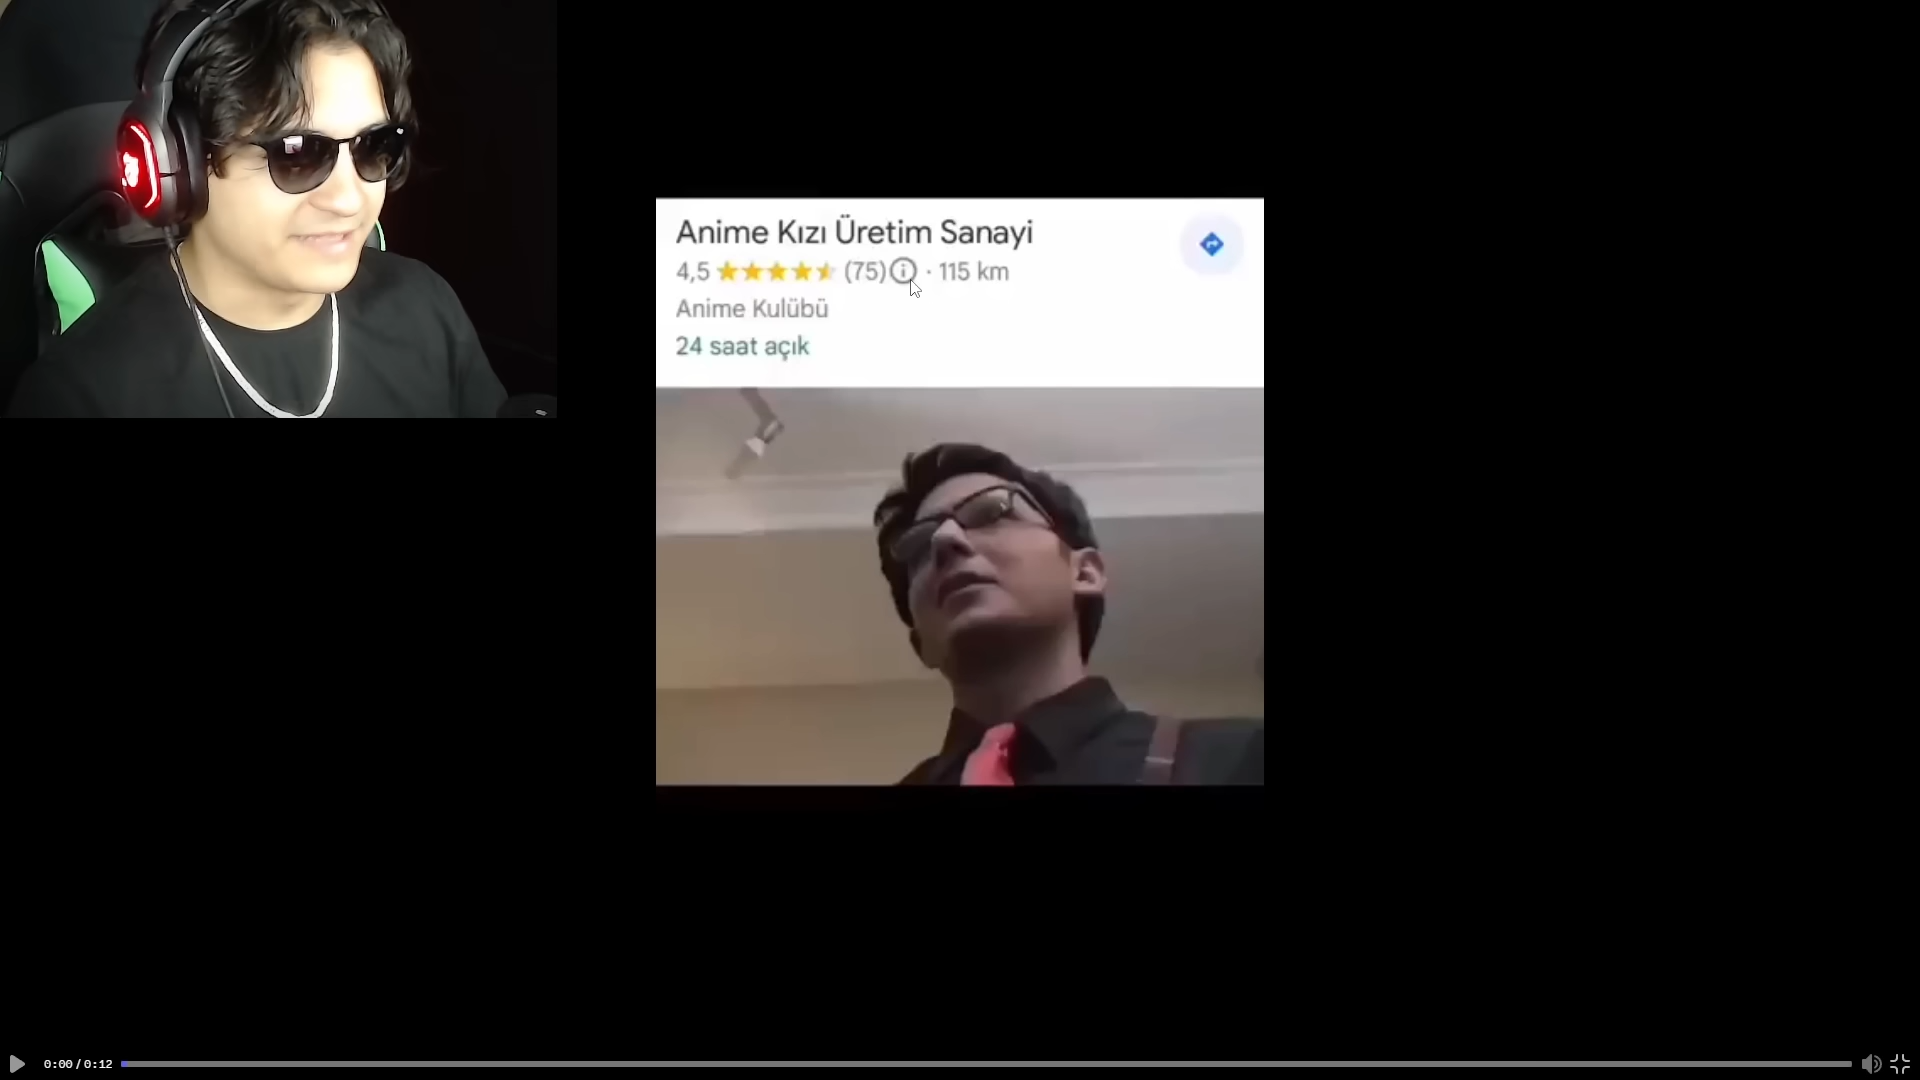 Anime Kızı Üretim Sanayi
4,5 (75) · 115 km
Anime Kulübü
24 saat açık
0:00 / 0:12